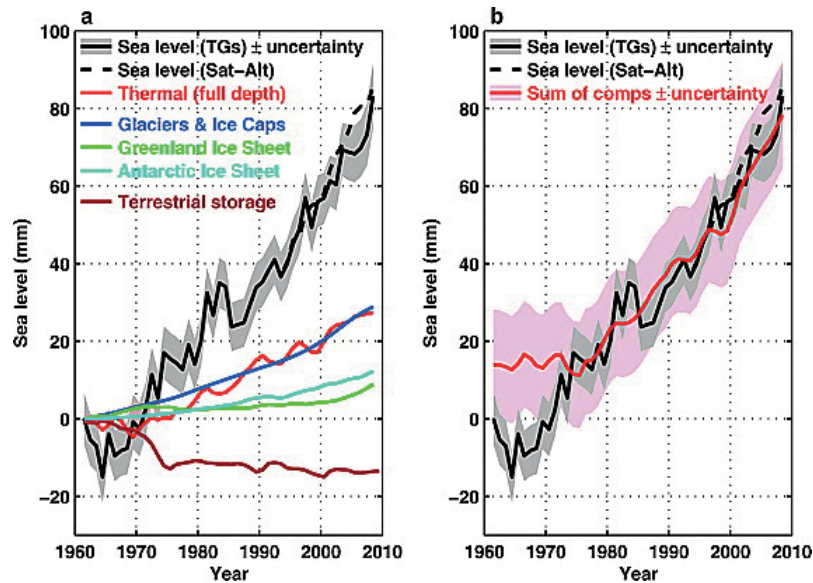 a
Sea level (TGs) ± uncertainty
Sea level (Sat–Alt)
Thermal (full depth)
Glaciers & Ice Caps
Greenland Ice Sheet
Antarctic Ice Sheet
Terrestrial storage
100
80
60
40
20
0
−20
Sea level (mm)
1960 1970 1980 1990 2000 2010
Year
b
Sea level (TGs) ± uncertainty
Sea level (Sat–Alt)
Sum of comps ± uncertainty
100
80
60
40
20
0
−20
Sea level (mm)
1960 1970 1980 1990 2000 2010
Year